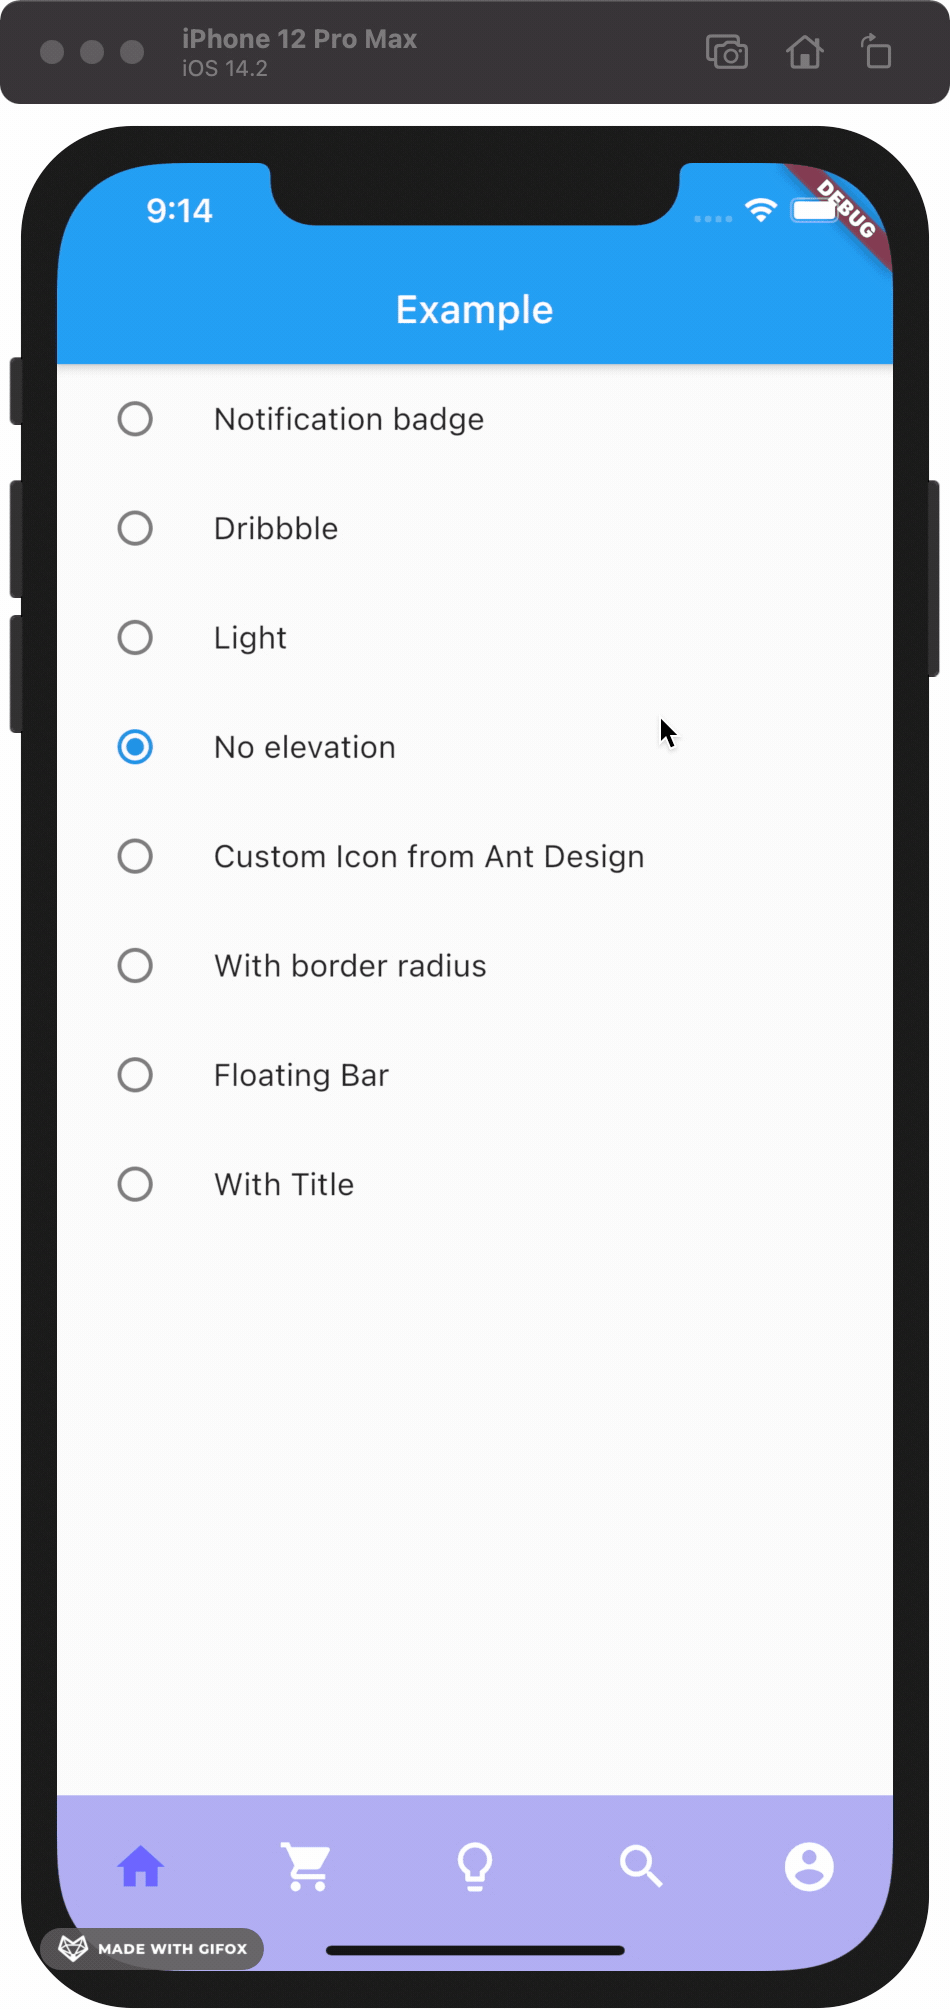 iPhone 12 Pro Max
iOS 14.2
9:14
DEBUG
Example
Notification badge
Dribbble
Light
No elevation
Custom Icon from Ant Design
With border radius
Floating Bar
With Title
MADE WITH GIFOX